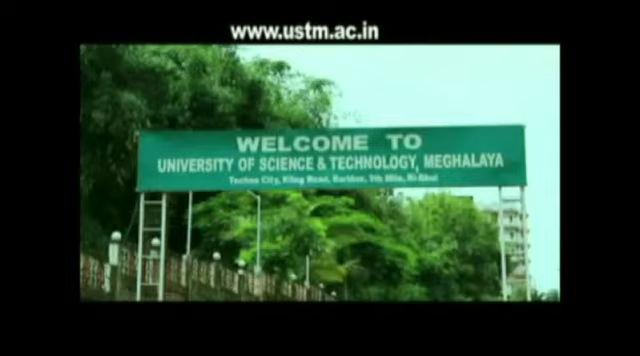 www.ustm.ac.in
WELCOME TO
UNIVERSITY OF SCIENCE & TECHNOLOGY, MEGHALAYA
Techno City, Kling Road, Baridua, 9th Mile, Ri-Bhoi